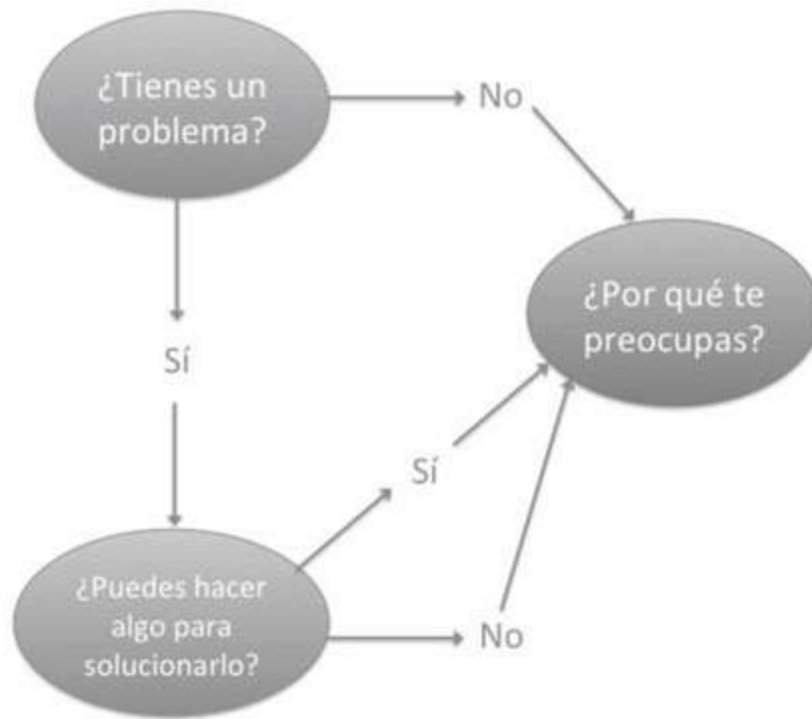 ¿Tienes un
problema?
No
¿Por qué te
preocupas?
Sí
Sí
¿Puedes hacer
algo para
solucionarlo?
No